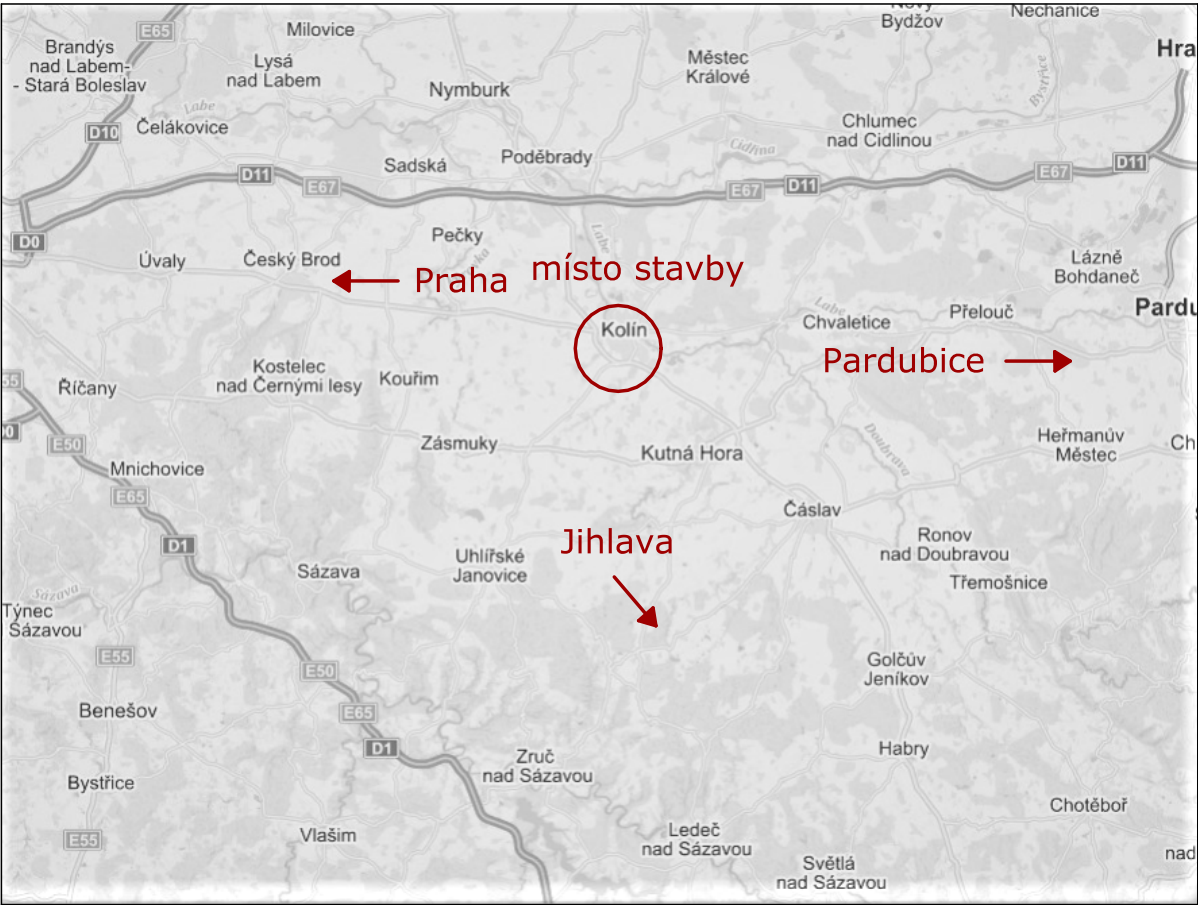 Nový
Bydžov
Nechanice
E65
Milovice
Brandýs
nad Labem-
- Stará Boleslav
Lysá
nad Labem
Městec
Králové
Hra
Nymburk
Labe
Bystřice
D10
Čelákovice
Chlumec
nad Cidlinou
Cidlina
Sadská
Poděbrady
D11
E67
E67
D11
E67
D11
D0
Pečky
Labe
Úvaly
Český Brod
Praha
místo stavby
Lázně
Bohdaneč
Labe
Přelouč
Pardu
Kolín
Chvaletice
Pardubice
55
Říčany
Kostelec
nad Černými lesy
Kouřim
E50
Zásmuky
Kutná Hora
Doubrava
Heřmanův
Městec
Ch
Mnichovice
E65
Čáslav
D1
Jihlava
Ronov
nad Doubravou
Sázava
Uhlířské
Janovice
Třemošnice
Sázava
Týnec
Sázavou
E55
E50
Golčův
Jeníkov
Benešov
E65
D1
Habry
Zruč
nad Sázavou
Bystřice
Chotěboř
E55
Vlašim
Ledeč
nad Sázavou
nad
Světlá
nad Sázavou